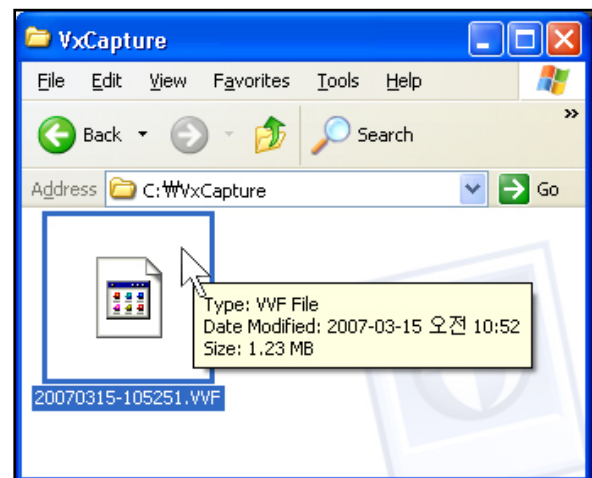 VxCapture
File Edit View Favorites Tools Help
Back Search »
Address C:₩VxCapture Go
Type: VVF File
Date Modified: 2007-03-15 오전 10:52
Size: 1.23 MB
20070315-105251.VVF